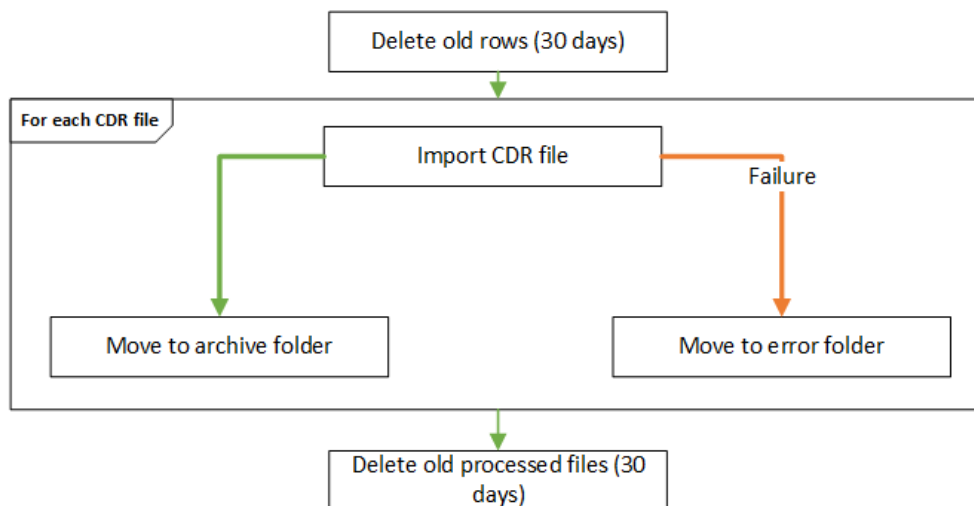 Delete old rows (30 days)
For each CDR file
Import CDR file
Failure
Move to archive folder
Move to error folder
Delete old processed files (30
days)